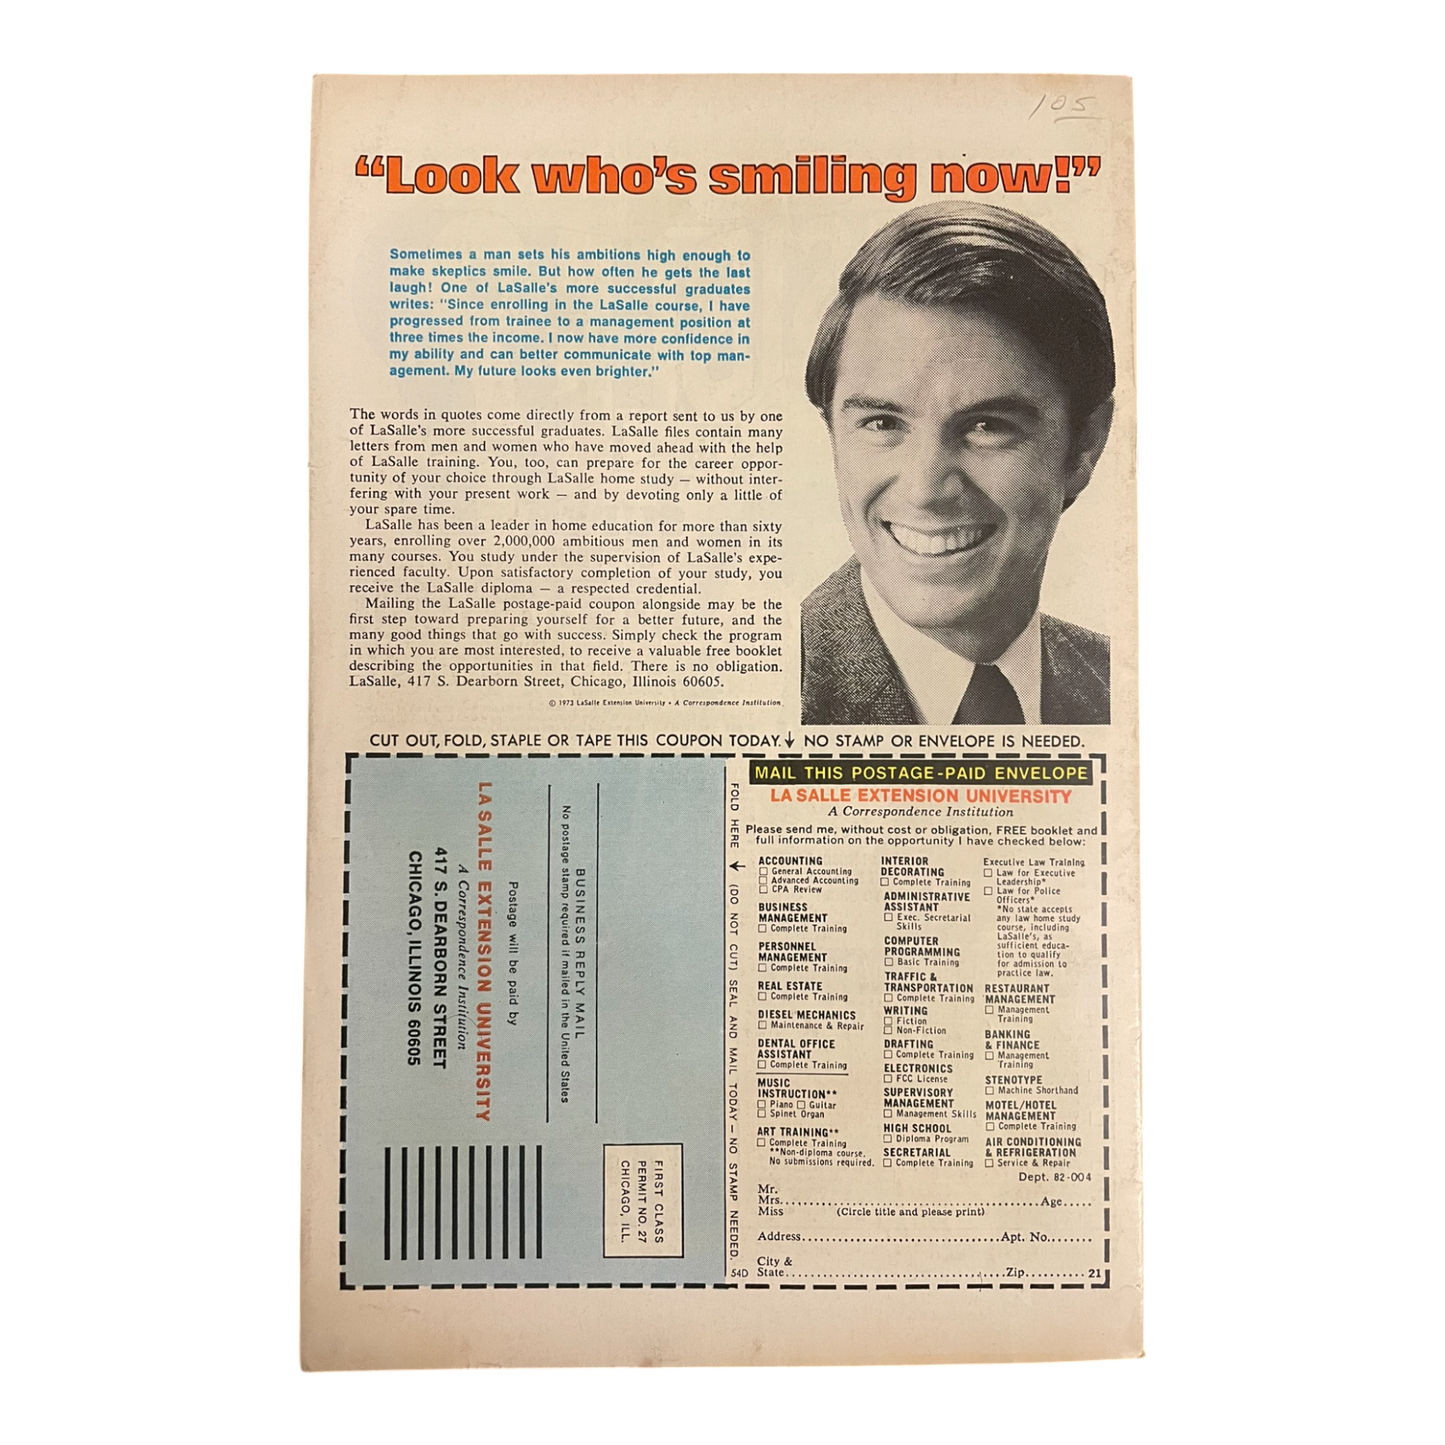 105
“Look who’s smiling now!”
Sometimes a man sets his ambitions high enough to
make skeptics smile. But how often he gets the last
laugh! One of LaSalle's more successful graduates
writes: "Since enrolling in the LaSalle course, I have
progressed from trainee to a management position at
three times the income. I now have more confidence in
my ability and can better communicate with top man-
agement. My future looks even brighter."
The words in quotes come directly from a report sent to us by one
of LaSalle's more successful graduates. LaSalle files contain many
letters from men and women who have moved ahead with the help
of LaSalle training. You, too, can prepare for the career oppor-
tunity of your choice through LaSalle home study — without inter-
fering with your present work — and by devoting only a little of
your spare time.
LaSalle has been a leader in home education for more than sixty
years, enrolling over 2,000,000 ambitious men and women in its
many courses. You study under the supervision of LaSalle's expe-
rienced faculty. Upon satisfactory completion of your study, you
receive the LaSalle diploma — a respected credential.
Mailing the LaSalle postage-paid coupon alongside may be the
first step toward preparing yourself for a better future, and the
many good things that go with success. Simply check the program
in which you are most interested, to receive a valuable free booklet
describing the opportunities in that field. There is no obligation.
LaSalle, 417 S. Dearborn Street, Chicago, Illinois 60605.
© 1973 LaSalle Extension University • A Correspondence Institution
CUT OUT, FOLD, STAPLE OR TAPE THIS COUPON TODAY. ↓ NO STAMP OR ENVELOPE IS NEEDED.
FIRST CLASS
PERMIT NO. 27
CHICAGO, ILL.
BUSINESS REPLY MAIL
No postage stamp required if mailed in the United States
Postage will be paid by
LA SALLE EXTENSION UNIVERSITY
A Correspondence Institution
417 S. DEARBORN STREET
CHICAGO, ILLINOIS 60605
FOLD HERE ↓ (DO NOT CUT) SEAL AND MAIL TODAY — NO STAMP NEEDED.
54D
MAIL THIS POSTAGE-PAID ENVELOPE
LA SALLE EXTENSION UNIVERSITY
A Correspondence Institution
Please send me, without cost or obligation, FREE booklet and
full information on the opportunity I have checked below:
ACCOUNTING
☐ General Accounting
☐ Advanced Accounting
☐ CPA Review
BUSINESS
MANAGEMENT
☐ Complete Training
PERSONNEL
MANAGEMENT
☐ Complete Training
REAL ESTATE
☐ Complete Training
DIESEL MECHANICS
☐ Maintenance & Repair
DENTAL OFFICE
ASSISTANT
☐ Complete Training
MUSIC
INSTRUCTION**
☐ Piano ☐ Guitar
☐ Spinet Organ
ART TRAINING**
☐ Complete Training
**Non-diploma course.
No submissions required.
INTERIOR
DECORATING
☐ Complete Training
ADMINISTRATIVE
ASSISTANT
☐ Exec. Secretarial
Skills
COMPUTER
PROGRAMMING
☐ Basic Training
TRAFFIC &
TRANSPORTATION
☐ Complete Training
WRITING
☐ Fiction
☐ Non-Fiction
DRAFTING
☐ Complete Training
ELECTRONICS
☐ FCC License
SUPERVISORY
MANAGEMENT
☐ Management Skills
HIGH SCHOOL
☐ Diploma Program
SECRETARIAL
☐ Complete Training
Executive Law Training
☐ Law for Executive
Leadership*
☐ Law for Police
Officers*
*No state accepts
any law home study
course, including
LaSalle's, as
sufficient educa-
tion to qualify
for admission to
practice law.
RESTAURANT
MANAGEMENT
☐ Management
Training
BANKING
& FINANCE
☐ Management
Training
STENOTYPE
☐ Machine Shorthand
MOTEL/HOTEL
MANAGEMENT
☐ Complete Training
AIR CONDITIONING
& REFRIGERATION
☐ Service & Repair
Dept. 82-004
Mr.
Mrs. Age
Miss (Circle title and please print)
Address Apt. No.
City &
State Zip 21